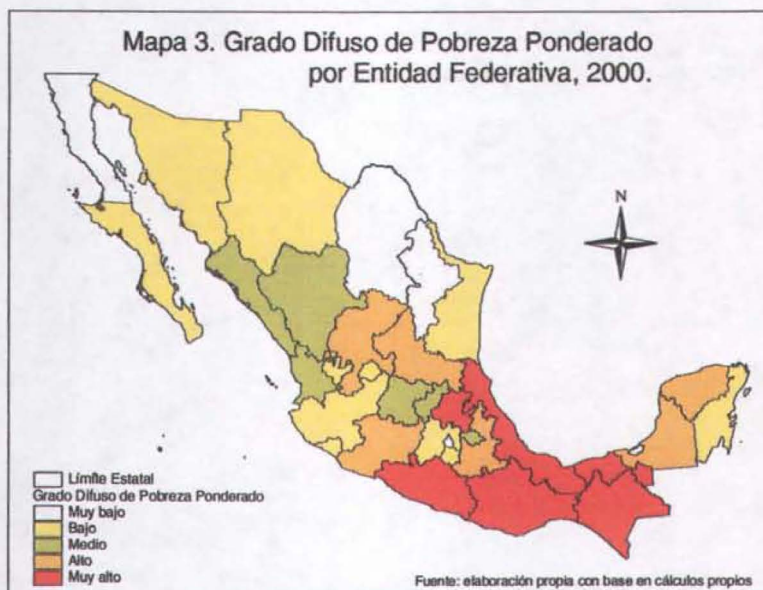 Mapa 3. Grado Difuso de Pobreza Ponderado
por Entidad Federativa, 2000.
N
Límite Estatal
Grado Difuso de Pobreza Ponderado
Muy bajo
Bajo
Medio
Alto
Muy alto
Fuente: elaboración propia con base en cálculos propios